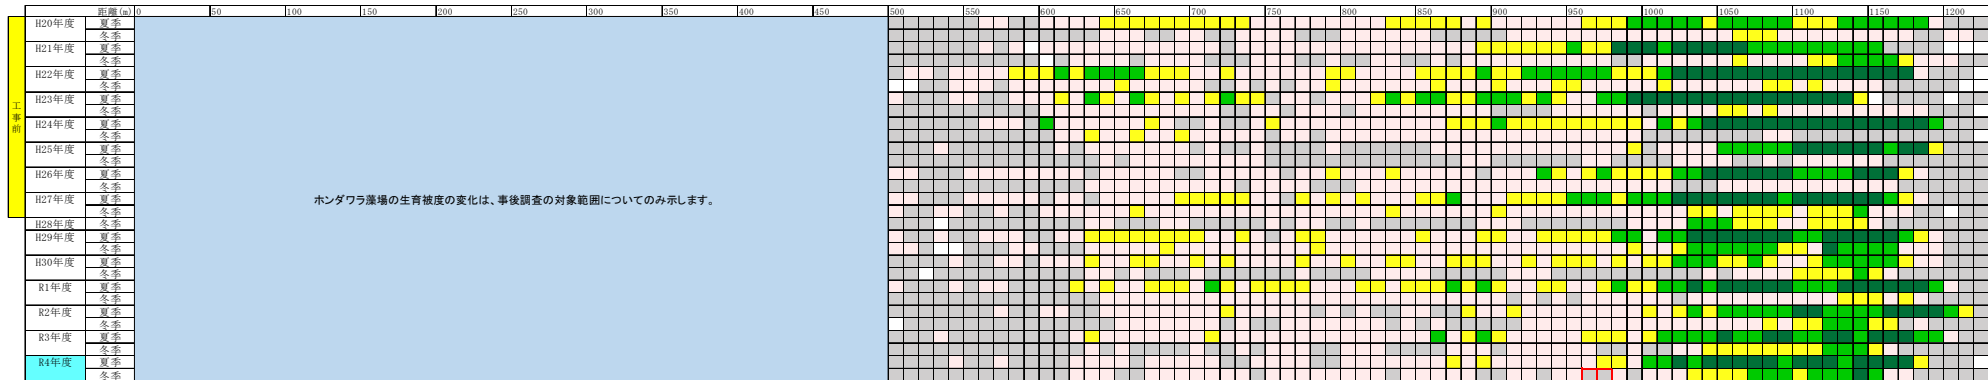 距離(m) 0 50 100 150 200 250 300 350 400 450 500 550 600 650 700 750 800 850 900 950 1000 1050 1100 1150 1200
工事前
H20年度 夏季
冬季
H21年度 夏季
冬季
H22年度 夏季
冬季
H23年度 夏季
冬季
H24年度 夏季
冬季
H25年度 夏季
冬季
H26年度 夏季
冬季
ホンダワラ藻場の生育被度の変化は、事後調査の対象範囲についてのみ示します。
H27年度 夏季
冬季
H28年度 冬季
H29年度 夏季
冬季
H30年度 夏季
冬季
R1年度 夏季
冬季
R2年度 夏季
冬季
R3年度 夏季
冬季
R4年度 夏季
冬季